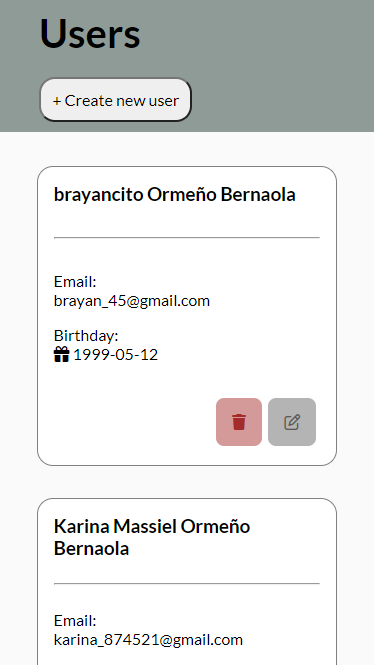 Users
+ Create new user
brayancito Ormeño Bernaola
Email:
brayan_45@gmail.com
Birthday:
1999-05-12
Karina Massiel Ormeño
Bernaola
Email:
karina_874521@gmail.com